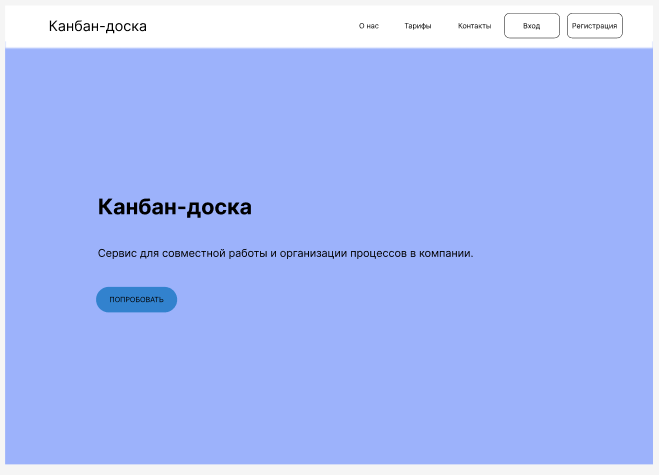 Канбан-доска
О нас
Тарифы
Контакты
Вход
Регистрация
Канбан-доска
Сервис для совместной работы и организации процессов в компании.
ПОПРОБОВАТЬ